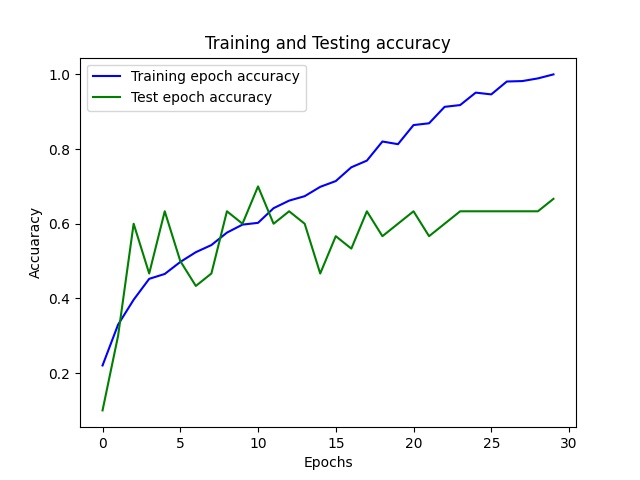 Training and Testing accuracy
Training epoch accuracy
Test epoch accuracy
1.0
0.8
0.6
0.4
0.2
Accuaracy
0 5 10 15 20 25 30
Epochs